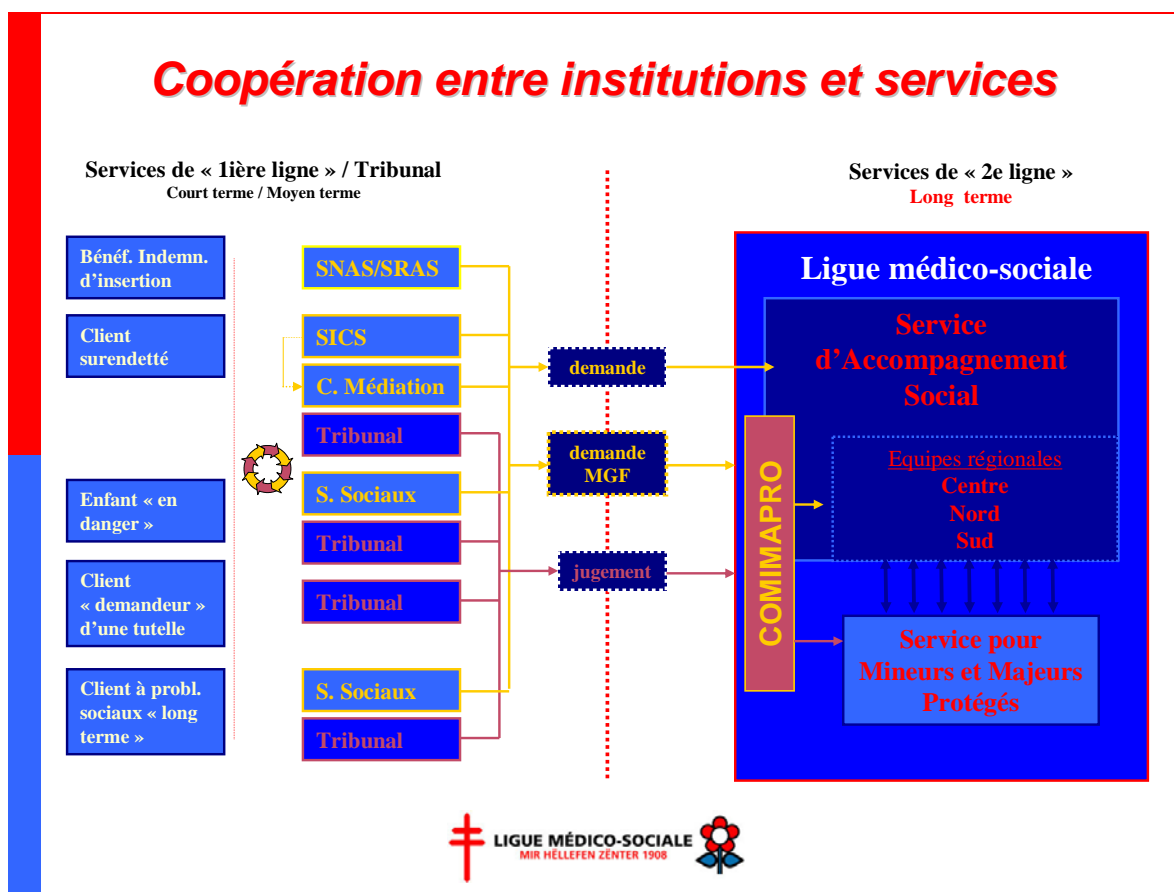 Coopération entre institutions et services
Services de « 1ière ligne » / Tribunal
Court terme / Moyen terme
Services de « 2e ligne »
Long terme
Bénéf. Indemn.
d’insertion
Client
surendetté
Enfant « en
danger »
Client
« demandeur »
d’une tutelle
Client à probl.
sociaux « long
terme »
SNAS/SRAS
SICS
C. Médiation
Tribunal
S. Sociaux
Tribunal
Tribunal
S. Sociaux
Tribunal
demande
demande
MGF
jugement
Ligue médico-sociale
Service
d’Accompagnement
Social
COMIMAPRO
Equipes régionales
Centre
Nord
Sud
Service pour
Mineurs et Majeurs
Protégés
LIGUE MÉDICO-SOCIALE
MIR HËLLEFEN ZËNTER 1908